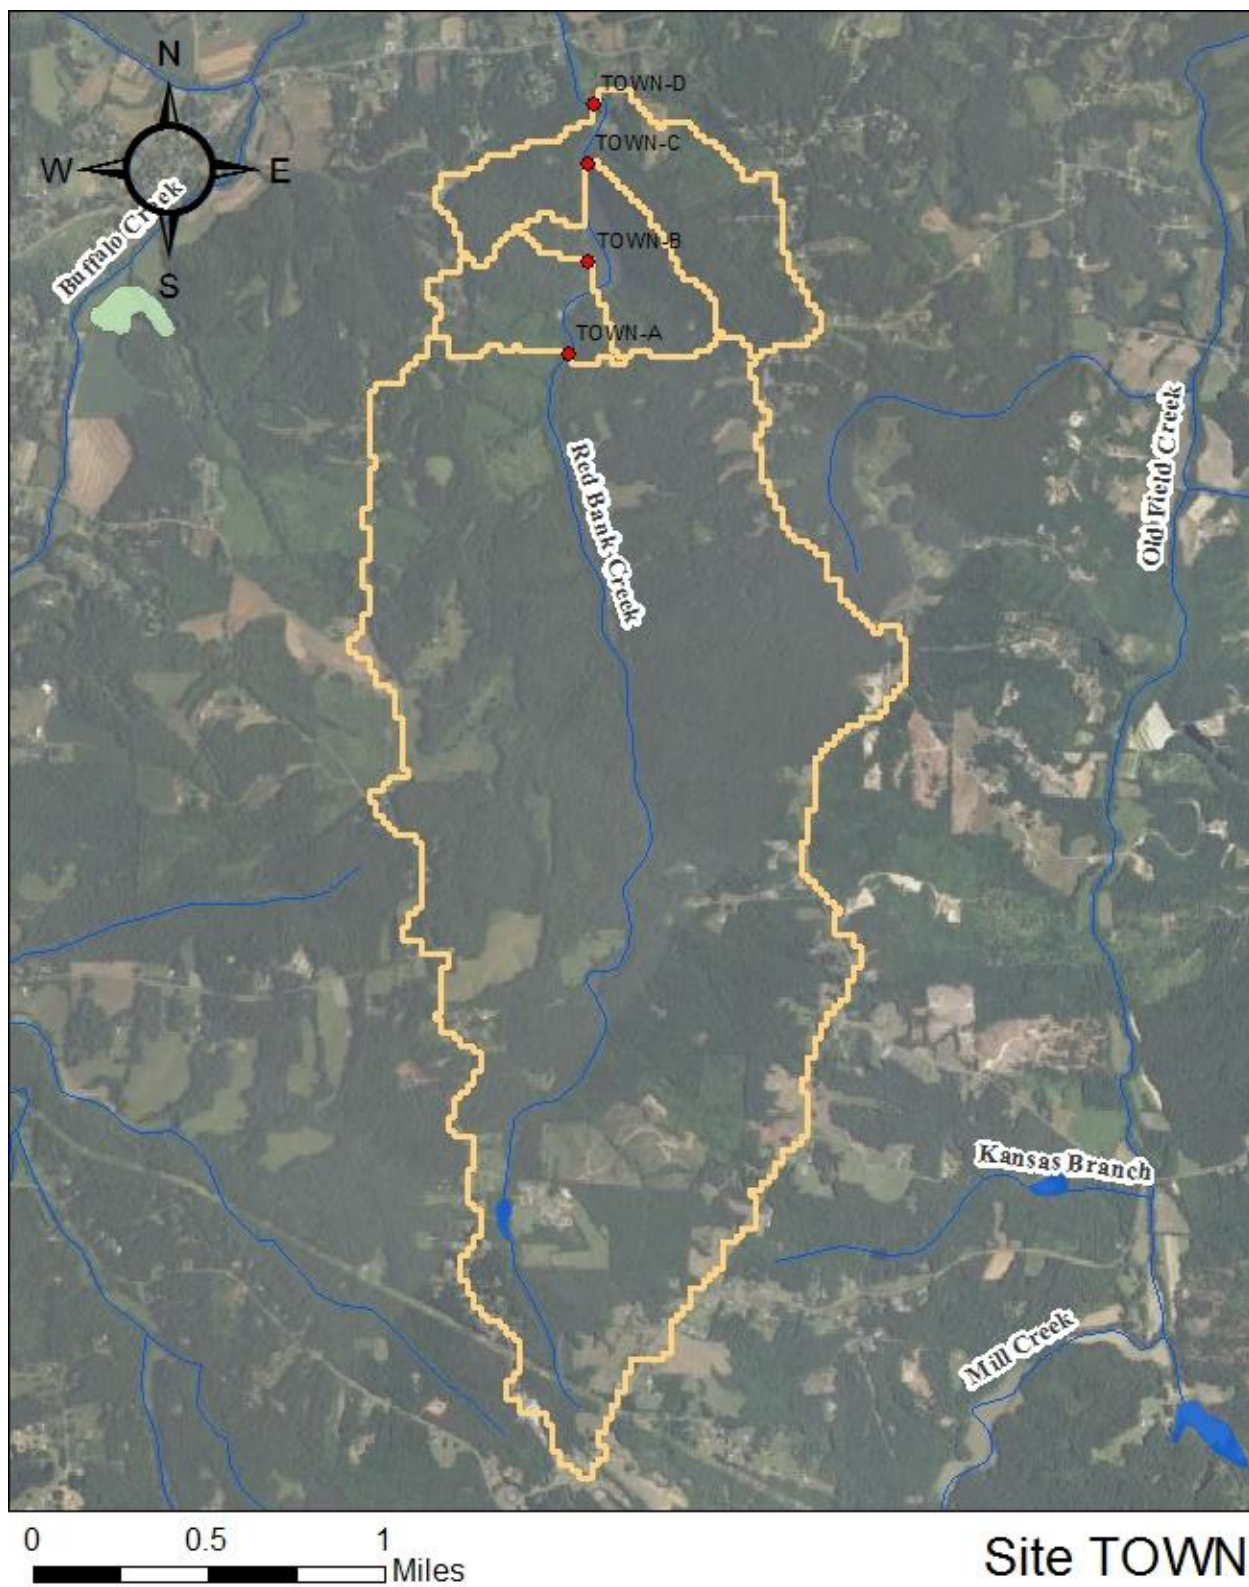 N
TOWN-D
TOWN-C
W
E
Buffalo Creek
TOWN-B
S
TOWN-A
Red Bank Creek
Old Field Creek
Kansas Branch
Mill Creek
0 0.5 1
Miles
Site TOWN